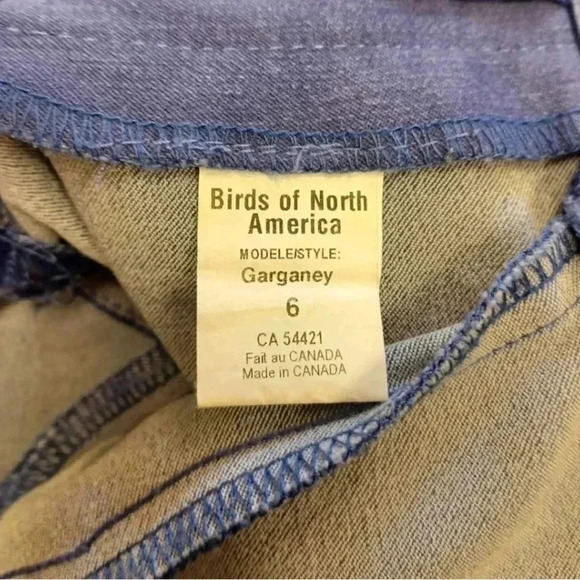 Birds of North
America
MODELE/STYLE:
Garganey
6
CA 54421
Fait au CANADA
Made in CANADA